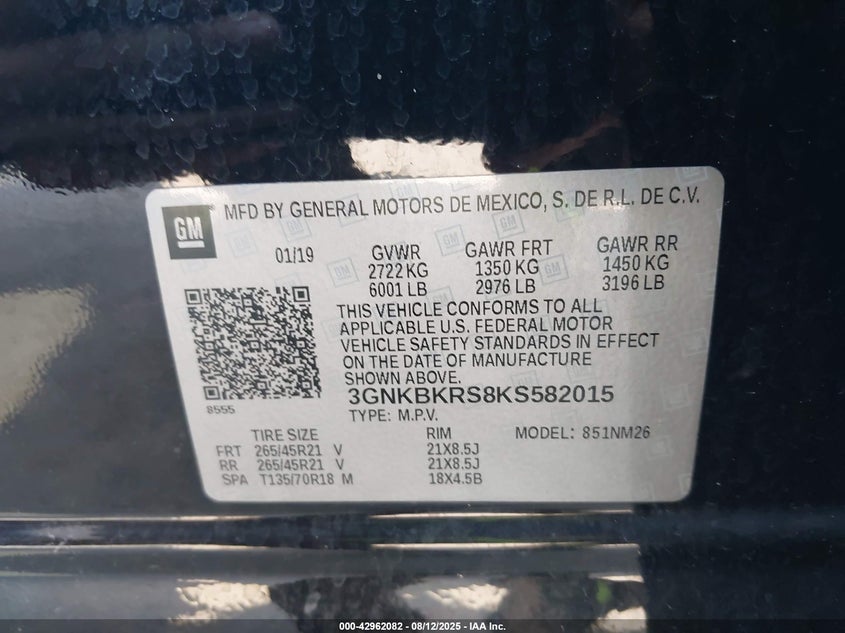 GM
MFD BY GENERAL MOTORS DE MEXICO, S. DE R.L. DE C.V.
01/19 GVWR GAWR FRT GAWR RR
2722 KG 1350 KG 1450 KG
6001 LB 2976 LB 3196 LB
THIS VEHICLE CONFORMS TO ALL
APPLICABLE U.S. FEDERAL MOTOR
VEHICLE SAFETY STANDARDS IN EFFECT
ON THE DATE OF MANUFACTURE
SHOWN ABOVE.
8555
3GNKBKRS8KS582015
TYPE: M.P.V.
TIRE SIZE RIM MODEL: 851NM26
FRT 265/45R21 V 21X8.5J
RR 265/45R21 V 21X8.5J
SPA T135/70R18 M 18X4.5B
000-42962082 - 08/12/2025 - IAA Inc.